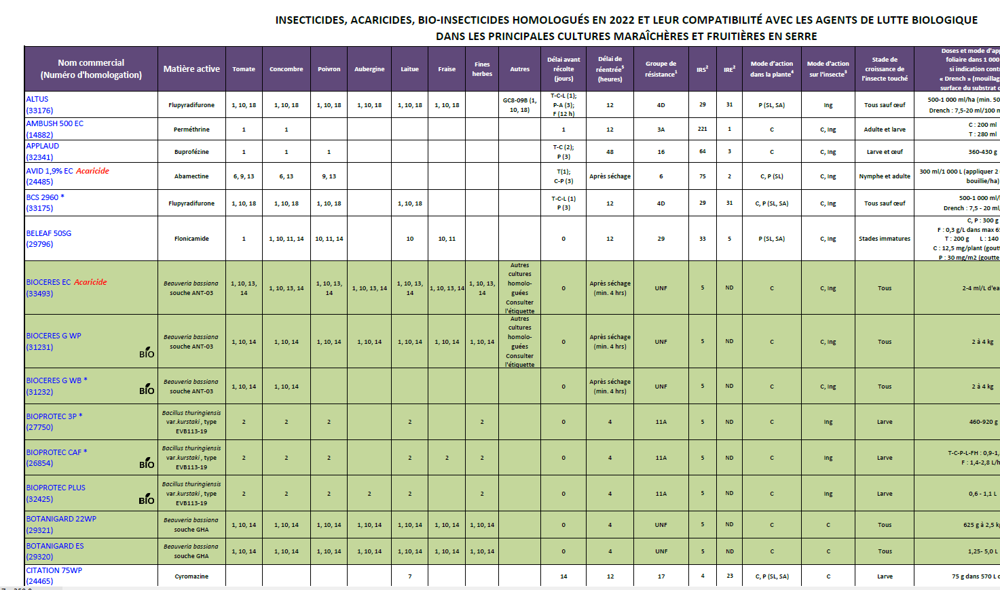 INSECTICIDES, ACARICIDES, BIO-INSECTICIDES HOMOLOGUÉS EN 2022 ET LEUR COMPATIBILITÉ AVEC LES AGENTS DE LUTTE BIOLOGIQUE
DANS LES PRINCIPALES CULTURES MARAÎCHÈRES ET FRUITIÈRES EN SERRE
Nom commercial (Numéro d'homologation) | Matière active | Tomate | Concombre | Poivron | Aubergine | Laitue | Fraise | Fines herbes | Autres | Délai avant récolte (jours) | Délai de réentrée⁵ (heures) | Groupe de résistance¹ | IRS² | IRE² | Mode d'action dans la plante⁴ | Mode d'action sur l'insecte³ | Stade de croissance de l'insecte touché | Doses et mode d'app foliaire dans 1 000 si indication cont « Drench » (mouillag surface du substrat
ALTUS (33176) | Flupyradifurone | 1, 10, 18 | 1, 10, 18 | 1, 10, 18 | 1, 10, 18 | 1, 10, 18 | 1, 10, 18 | GC8-09B (1, 10, 18) | T-C-L (1); P-A (3); F (12 h) | 12 | 4D | 29 | 31 | P (SL, SA) | Ing | Tous sauf œuf | 500-1 000 ml/ha (min. 50 Drench : 7,5-20 ml/100
AMBUSH 500 EC (14882) | Perméthrine | 1 | 1 | 1 | 12 | 3A | 221 | 1 | C | C, Ing | Adulte et larve | C : 200 ml T : 280 ml
APPLAUD (32341) | Buprofézine | 1 | 1 | 1 | T-C (2); P (3) | 48 | 16 | 64 | 3 | C | C, Ing | Larve et œuf | 360-430 g
AVID 1,9% EC Acaricide (24485) | Abamectine | 6, 9, 13 | 6, 13 | 9, 13 | T(1); C-P (3) | Après séchage | 6 | 75 | 2 | C, P (SL) | C, Ing | Nymphe et adulte | 300 ml/1 000 L (appliquer 2 bouillie/ha)
BCS 2960 * (33175) | Flupyradifurone | 1, 10, 18 | 1, 10, 18 | 1, 10, 18 | 1, 10, 18 | T-C-L (1) P (3) | 12 | 4D | 29 | 31 | C, P (SL, SA) | C, Ing | Tous sauf œuf | 500-1 000 ml/ Drench : 7,5 - 20 ml
BELEAF 50SG (29796) | Flonicamide | 1 | 1, 10, 11, 14 | 10, 11, 14 | 10 | 10, 11 | 0 | 12 | 29 | 33 | 5 | P (SL, SA) | C, Ing | Stades immatures | C, P : 300 g F : 0,3 g/L dans max 6 T : 200 g L : 140 C : 12,5 mg/plant (gout P : 30 mg/m2 (goutte
BIOCERES EC Acaricide (33493) | Beauveria bassiana souche ANT-03 | 1, 10, 13, 14 | 1, 10, 13, 14 | 1, 10, 13, 14 | 1, 10, 13, 14 | 1, 10, 13, 14 | 1, 10, 13, 14 | 1, 10, 13, 14 | Autres cultures homolo-guées Consulter l'étiquette | 0 | Après séchage (min. 4 hrs) | UNF | 5 | ND | C | C, Ing | Tous | 2-4 ml/L d'ea
BIOCERES G WP (31231) BIO | Beauveria bassiana souche ANT-03 | 1, 10, 14 | 1, 10, 14 | 1, 10, 14 | 1, 10, 14 | 1, 10, 14 | 1, 10, 14 | 1, 10, 14 | Autres cultures homolo-guées Consulter l'étiquette | 0 | Après séchage (min. 4 hrs) | UNF | 5 | ND | C | C, Ing | Tous | 2 à 4 kg
BIOCERES G WB * (31232) BIO | Beauveria bassiana souche ANT-03 | 1, 10, 14 | 1, 10, 14 | 0 | Après séchage (min. 4 hrs) | UNF | 5 | ND | C | C, Ing | Tous | 2 à 4 kg
BIOPROTEC 3P * (27750) | Bacillus thuringiensis var.kurstaki , type EVB113-19 | 2 | 2 | 2 | 2 | 2 | 0 | 4 | 11A | 5 | ND | C | Ing | Larve | 460-920 g
BIOPROTEC CAF * (26854) BIO | Bacillus thuringiensis var.kurstaki , type EVB113-19 | 2 | 2 | 2 | 2 | 2 | 2 | 0 | 4 | 11A | 5 | ND | C | Ing | Larve | T-C-P-L-FH : 0,9-1, F : 1,4-2,8 L/h
BIOPROTEC PLUS (32425) BIO | Bacillus thuringiensis var.kurstaki , type EVB113-19 | 2 | 2 | 2 | 2 | 2 | 2 | 0 | 4 | 11A | 5 | ND | C | Ing | Larve | 0,6 - 1,1 L
BOTANIGARD 22WP (29321) | Beauveria bassiana souche GHA | 1, 10, 14 | 1, 10, 14 | 1, 10, 14 | 1, 10, 14 | 1, 10, 14 | 1, 10, 14 | 1, 10, 14 | 0 | 4 | UNF | 5 | ND | C | C | Tous | 625 g à 2,5 kg
BOTANIGARD ES (29320) | Beauveria bassiana souche GHA | 1, 10, 14 | 1, 10, 14 | 1, 10, 14 | 1, 10, 14 | 1, 10, 14 | 1, 10, 14 | 1, 10, 14 | 0 | 4 | UNF | 5 | ND | C | C | Tous | 1,25- 5,0 L
CITATION 75WP (24465) | Cyromazine | 7 | 14 | 12 | 17 | 4 | 23 | C, P (SL, SA) | C | Larve | 75 g dans 570 L